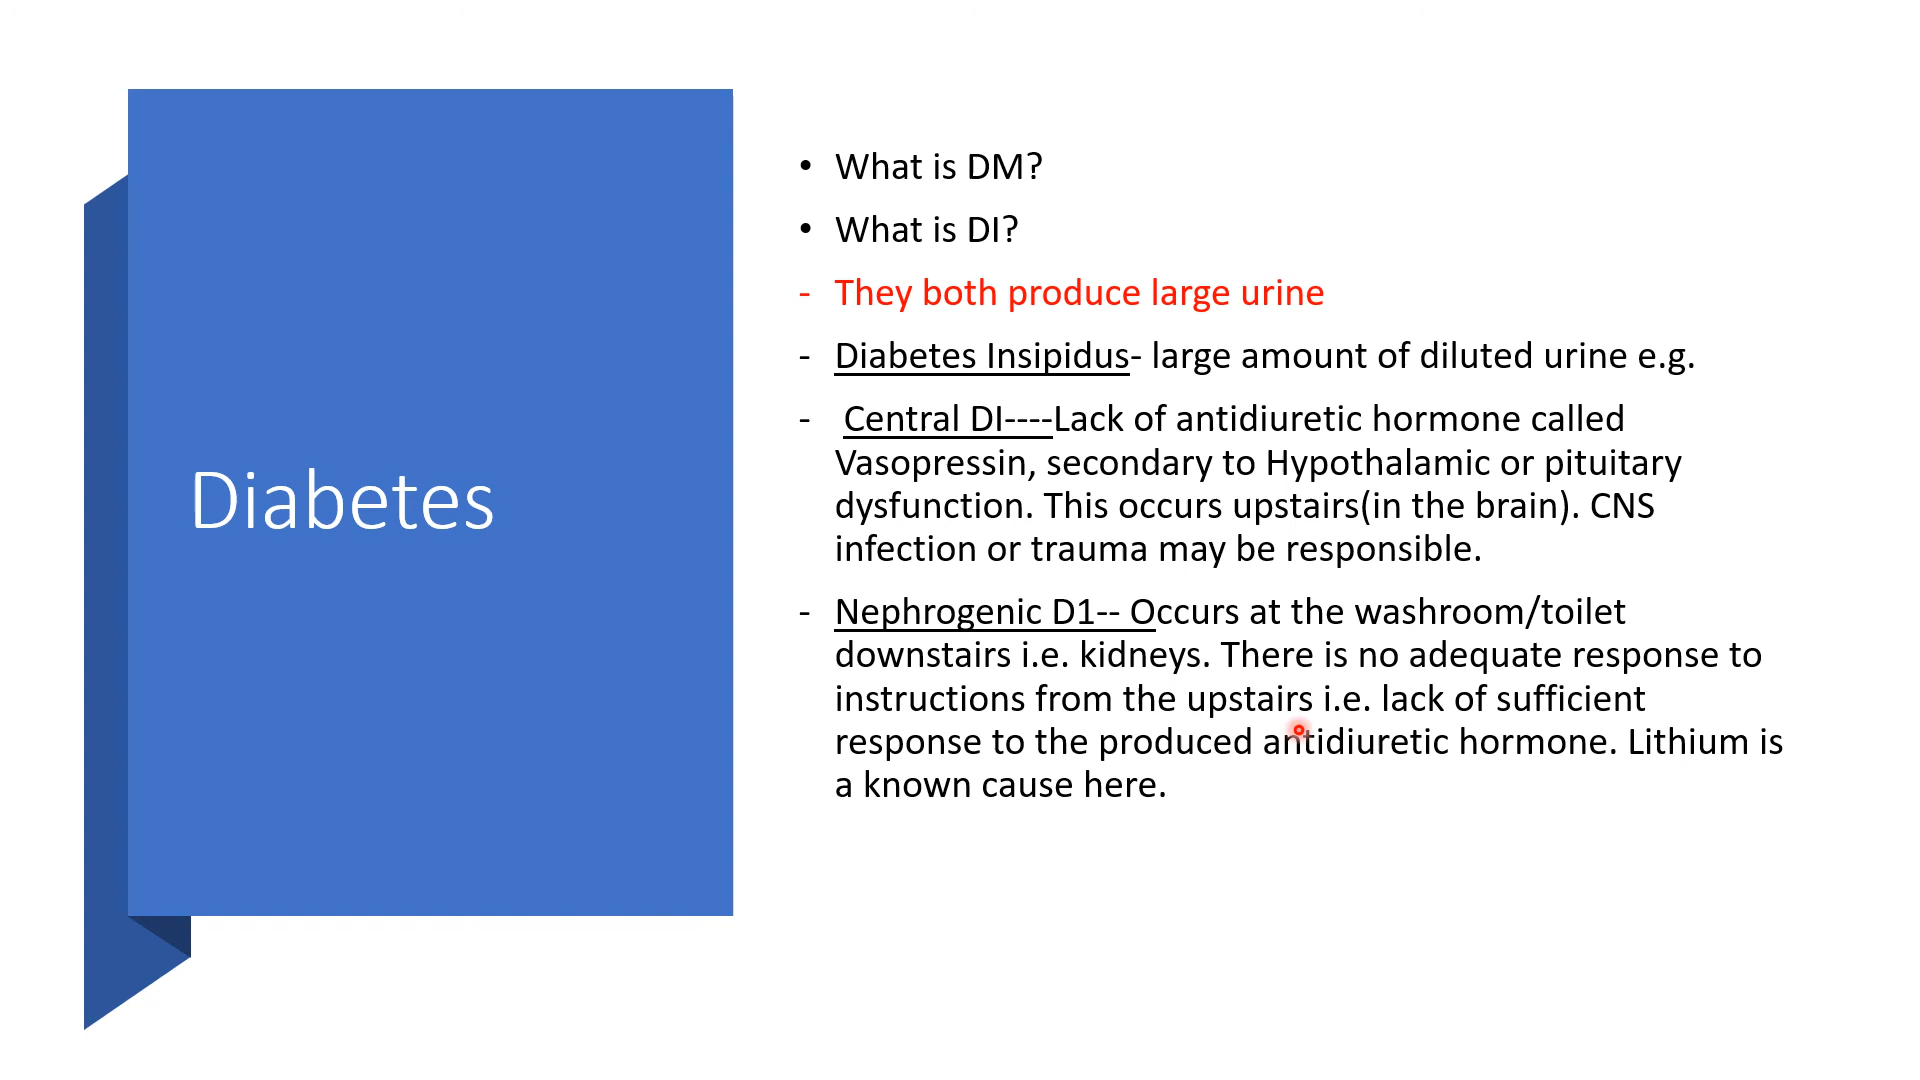 Diabetes
• What is DM?
• What is DI?
- They both produce large urine
- Diabetes Insipidus- large amount of diluted urine e.g.
- Central DI----Lack of antidiuretic hormone called
Vasopressin, secondary to Hypothalamic or pituitary
dysfunction. This occurs upstairs(in the brain). CNS
infection or trauma may be responsible.
- Nephrogenic D1-- Occurs at the washroom/toilet
downstairs i.e. kidneys. There is no adequate response to
instructions from the upstairs i.e. lack of sufficient
response to the produced antidiuretic hormone. Lithium is
a known cause here.